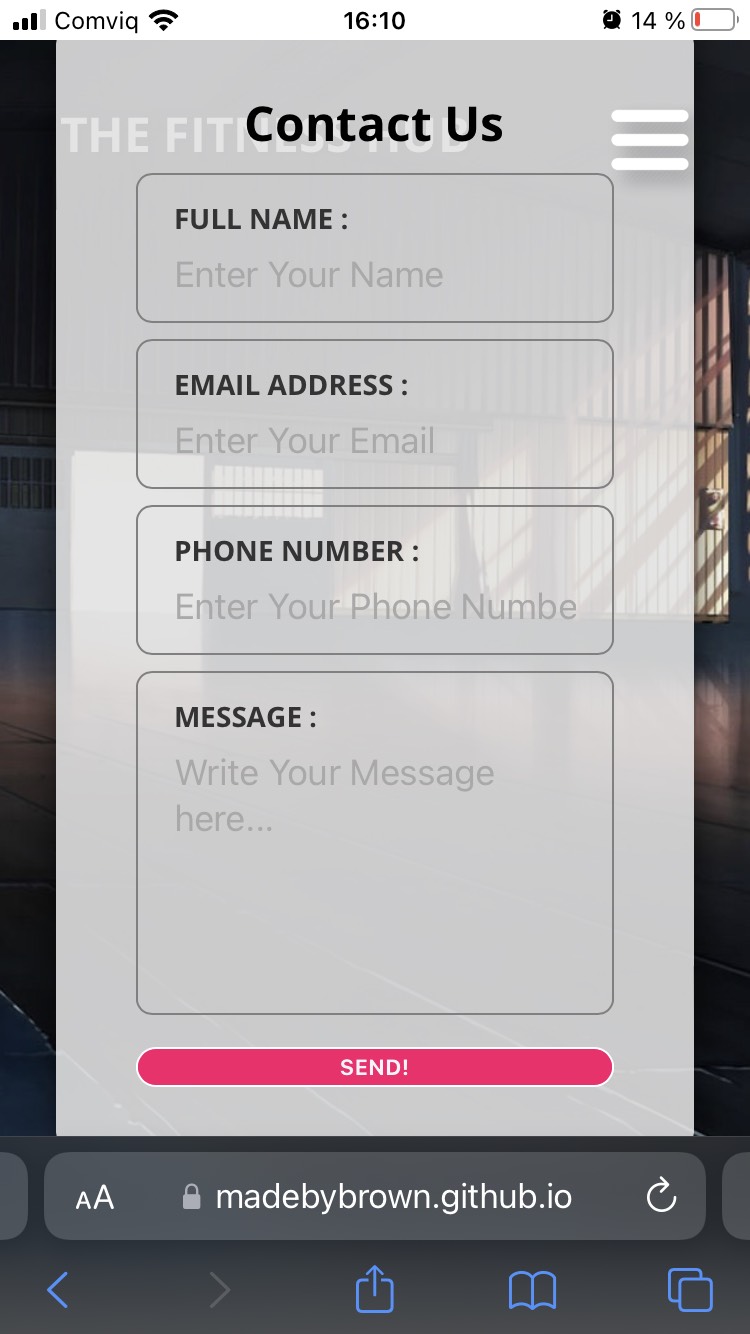 Comviq 16:10 14 %
Contact Us
THE FITNESS HUB
FULL NAME :
Enter Your Name
EMAIL ADDRESS :
Enter Your Email
PHONE NUMBER :
Enter Your Phone Numbe
MESSAGE :
Write Your Message
here...
SEND!
AA madebybrown.github.io